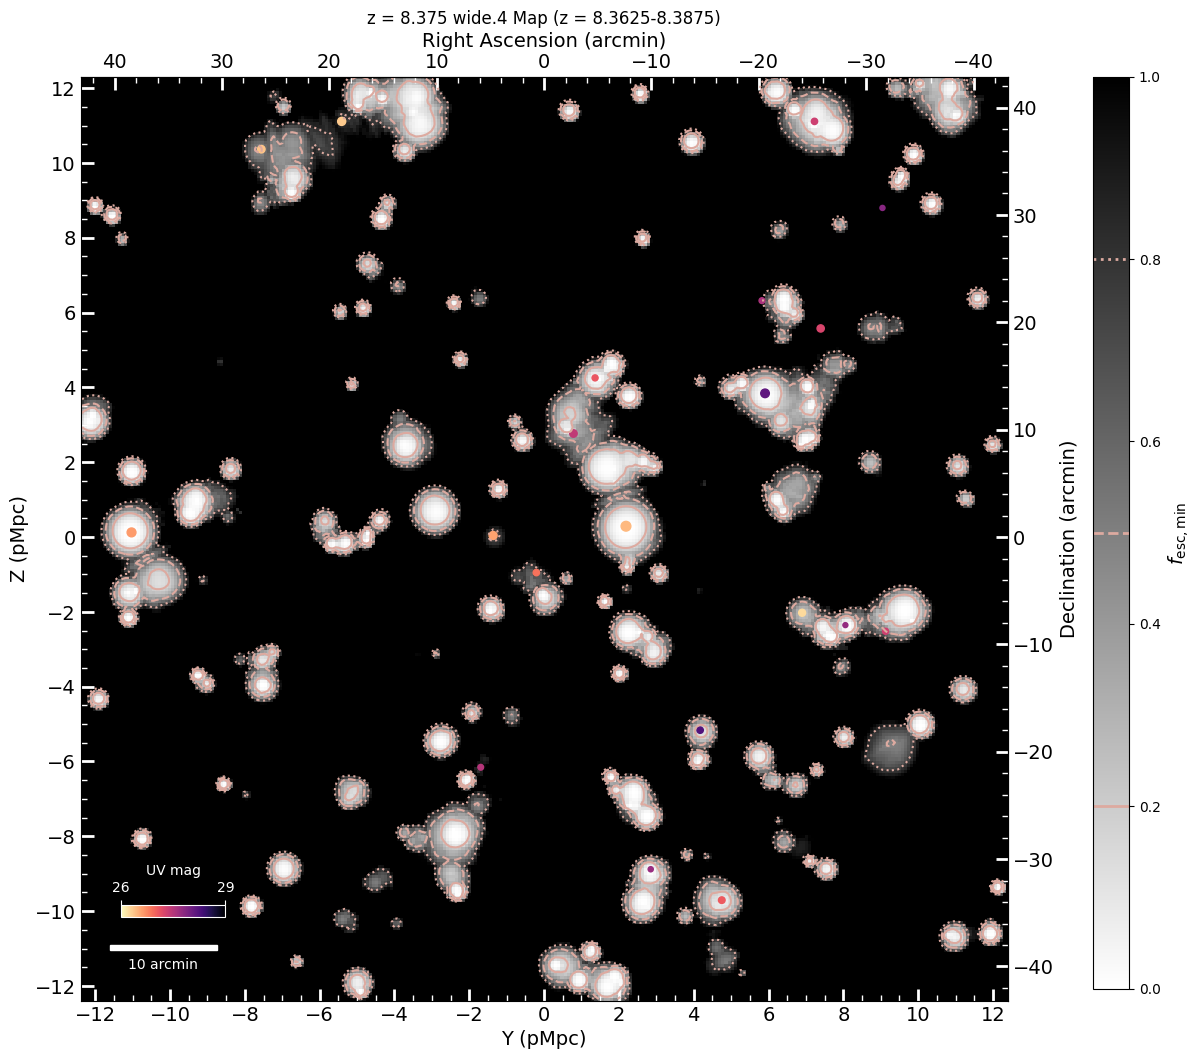 z = 8.375 wide.4 Map (z = 8.3625-8.3875)
Right Ascension (arcmin)
40 30 20 10 0 −10 −20 −30 −40
12 10 8 6 4 2 0 −2 −4 −6 −8 −10 −12
Z (pMpc)
UV mag
26 29
10 arcmin
−12 −10 −8 −6 −4 −2 0 2 4 6 8 10 12
Y (pMpc)
40 30 20 10 0 −10 −20 −30 −40
Declination (arcmin)
1.0
0.8
0.6
0.4
0.2
0.0
f_esc,min